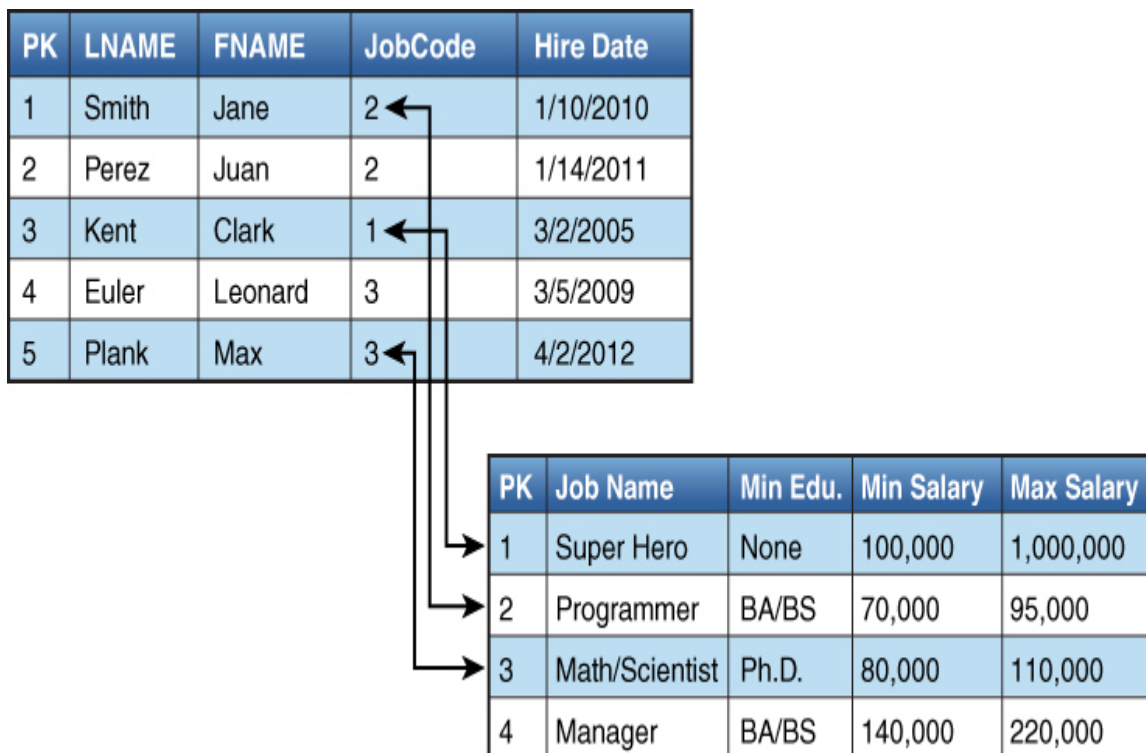 PK LNAME FNAME JobCode Hire Date
1 Smith Jane 2 1/10/2010
2 Perez Juan 2 1/14/2011
3 Kent Clark 1 3/2/2005
4 Euler Leonard 3 3/5/2009
5 Plank Max 3 4/2/2012
PK Job Name Min Edu. Min Salary Max Salary
1 Super Hero None 100,000 1,000,000
2 Programmer BA/BS 70,000 95,000
3 Math/Scientist Ph.D. 80,000 110,000
4 Manager BA/BS 140,000 220,000